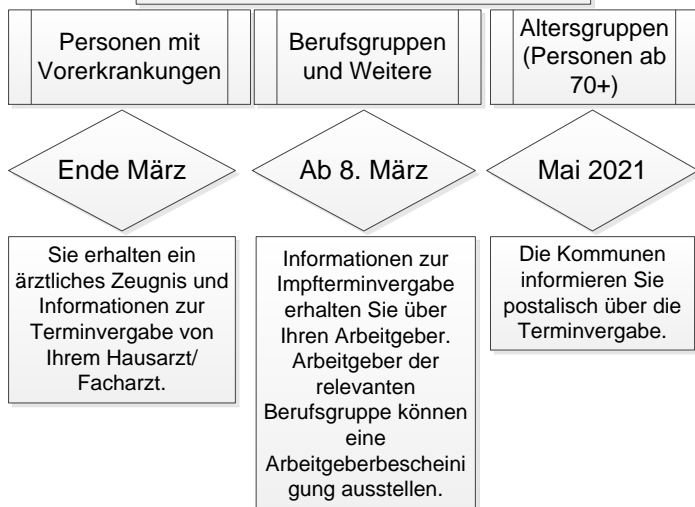 Personen mit
Vorerkrankungen
Berufsgruppen
und Weitere
Altersgruppen
(Personen ab
70+)
Ende März
Ab 8. März
Mai 2021
Sie erhalten ein
ärztliches Zeugnis und
Informationen zur
Terminvergabe von
Ihrem Hausarzt/
Facharzt.
Informationen zur
Impfterminvergabe
erhalten Sie über
Ihren Arbeitgeber.
Arbeitgeber der
relevanten
Berufsgruppe können
eine
Arbeitgeberbescheini
gung ausstellen.
Die Kommunen
informieren Sie
postalisch über die
Terminvergabe.